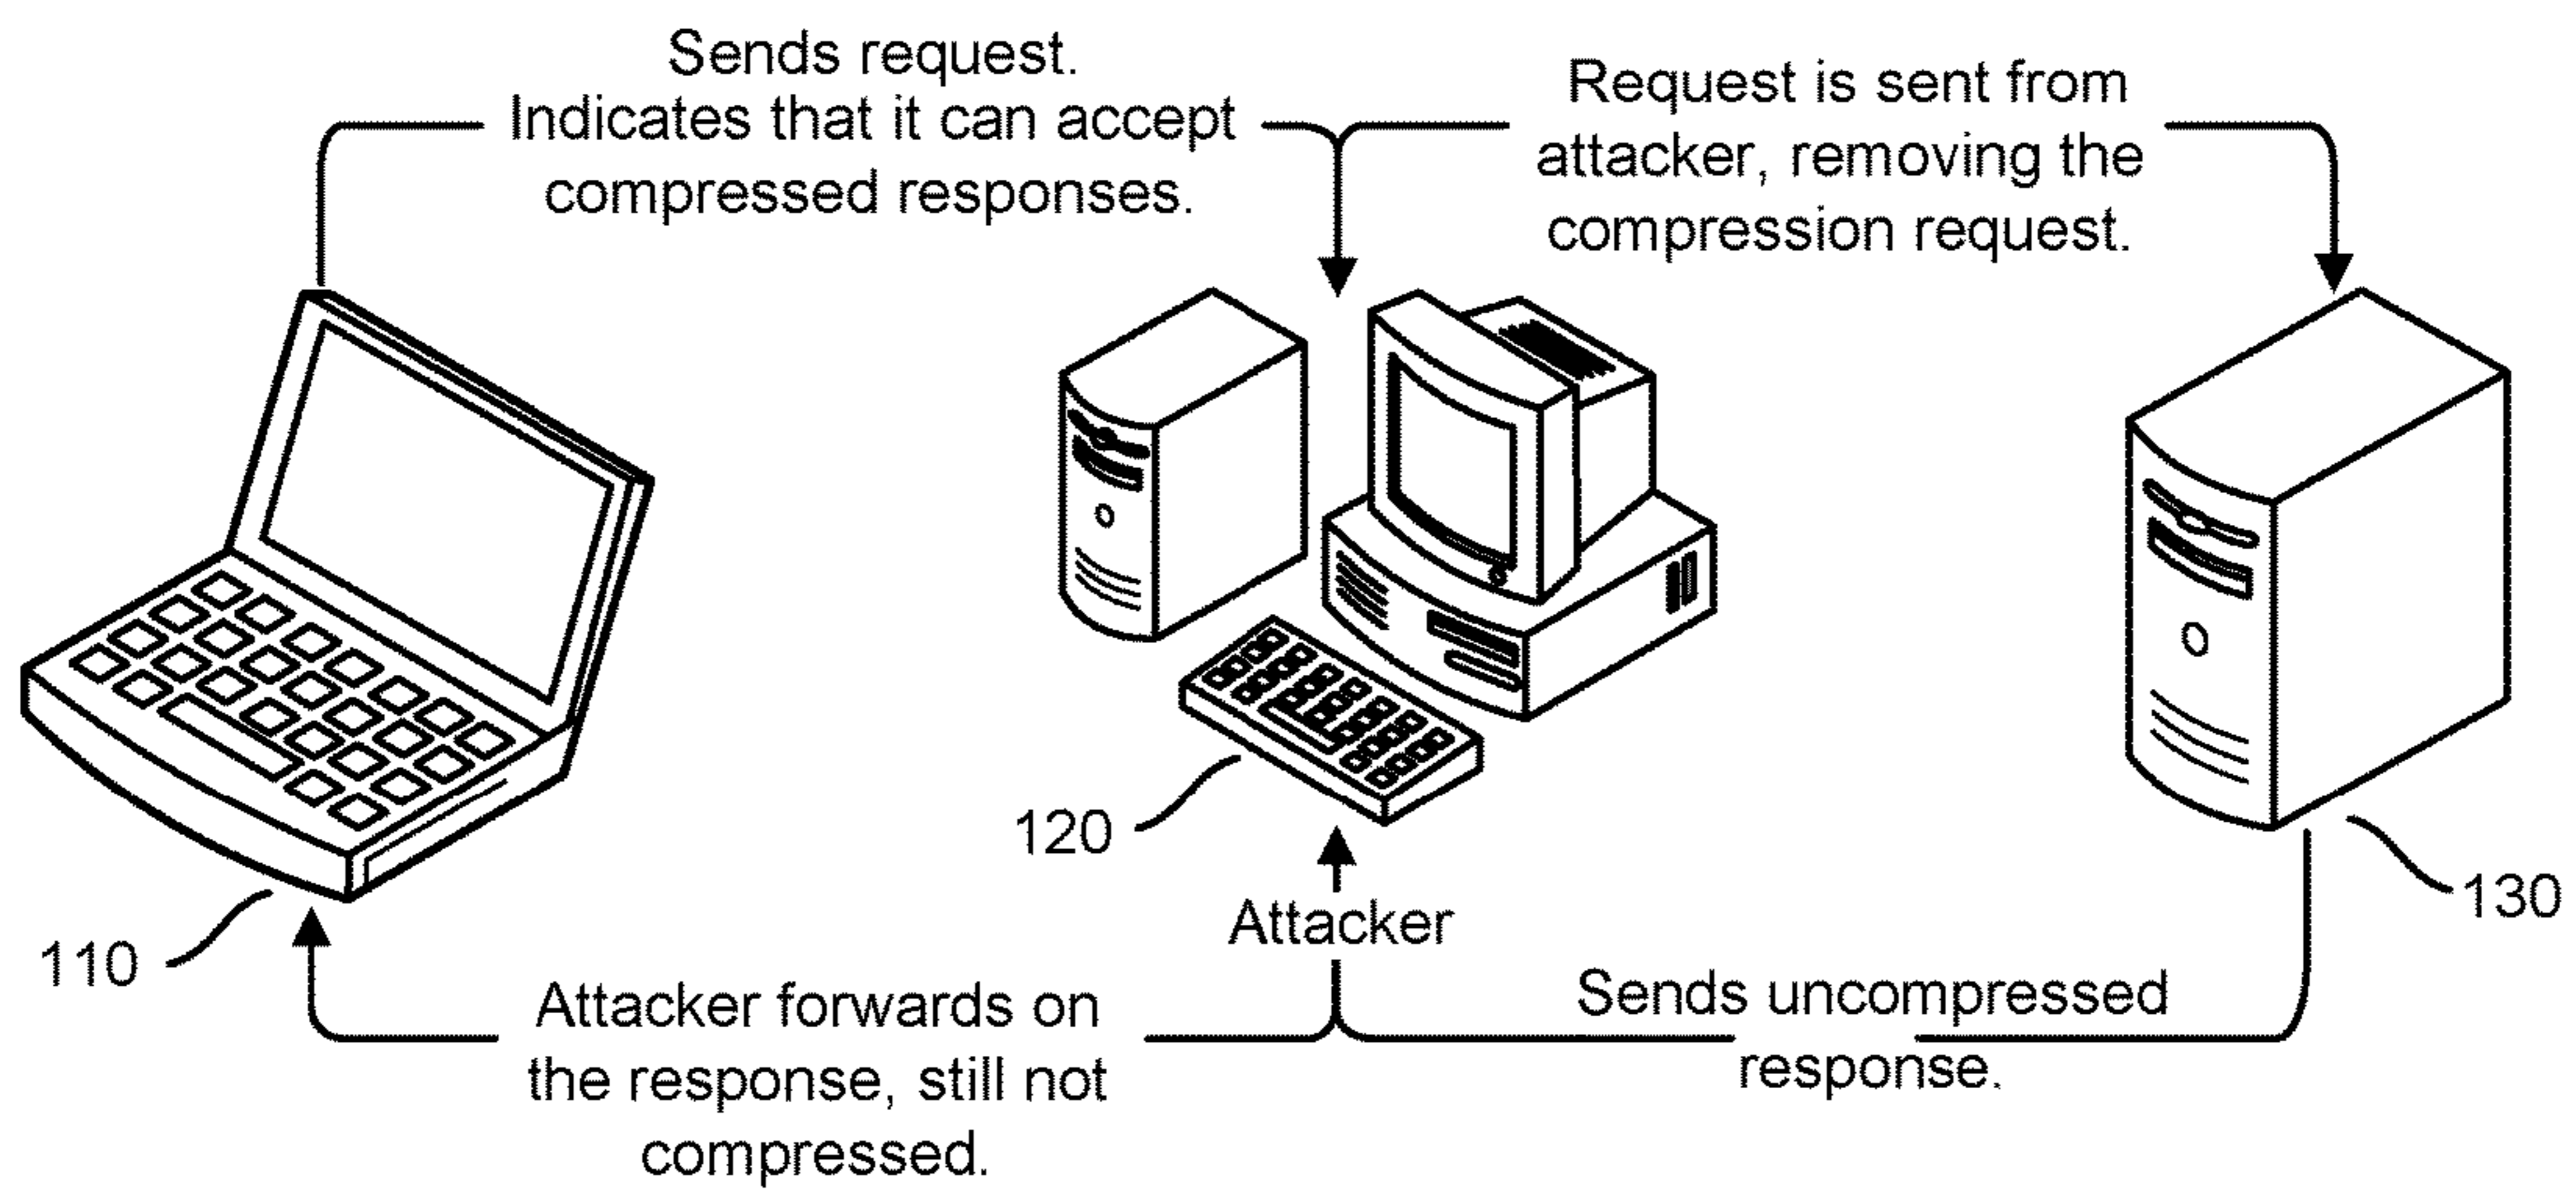 Sends request.
Indicates that it can accept
compressed responses.
Request is sent from
attacker, removing the
compression request.
120
130
110
Attacker
Attacker forwards on
the response, still not
compressed.
Sends uncompressed
response.